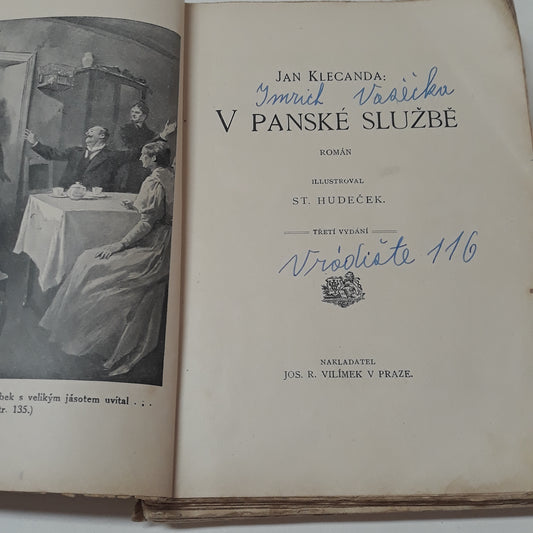 bek s velikým jásotem uvítal . . .
tr. 135.)
JAN KLECANDA:
Imrich Vašíčka
V PANSKÉ SLUŽBĚ
ROMÁN
ILLUSTROVAL
ST. HUDEČEK.
TŘETÍ VYDÁNÍ
Vrádište 116
NAKLADATEL
JOS. R. VILÍMEK V PRAZE.